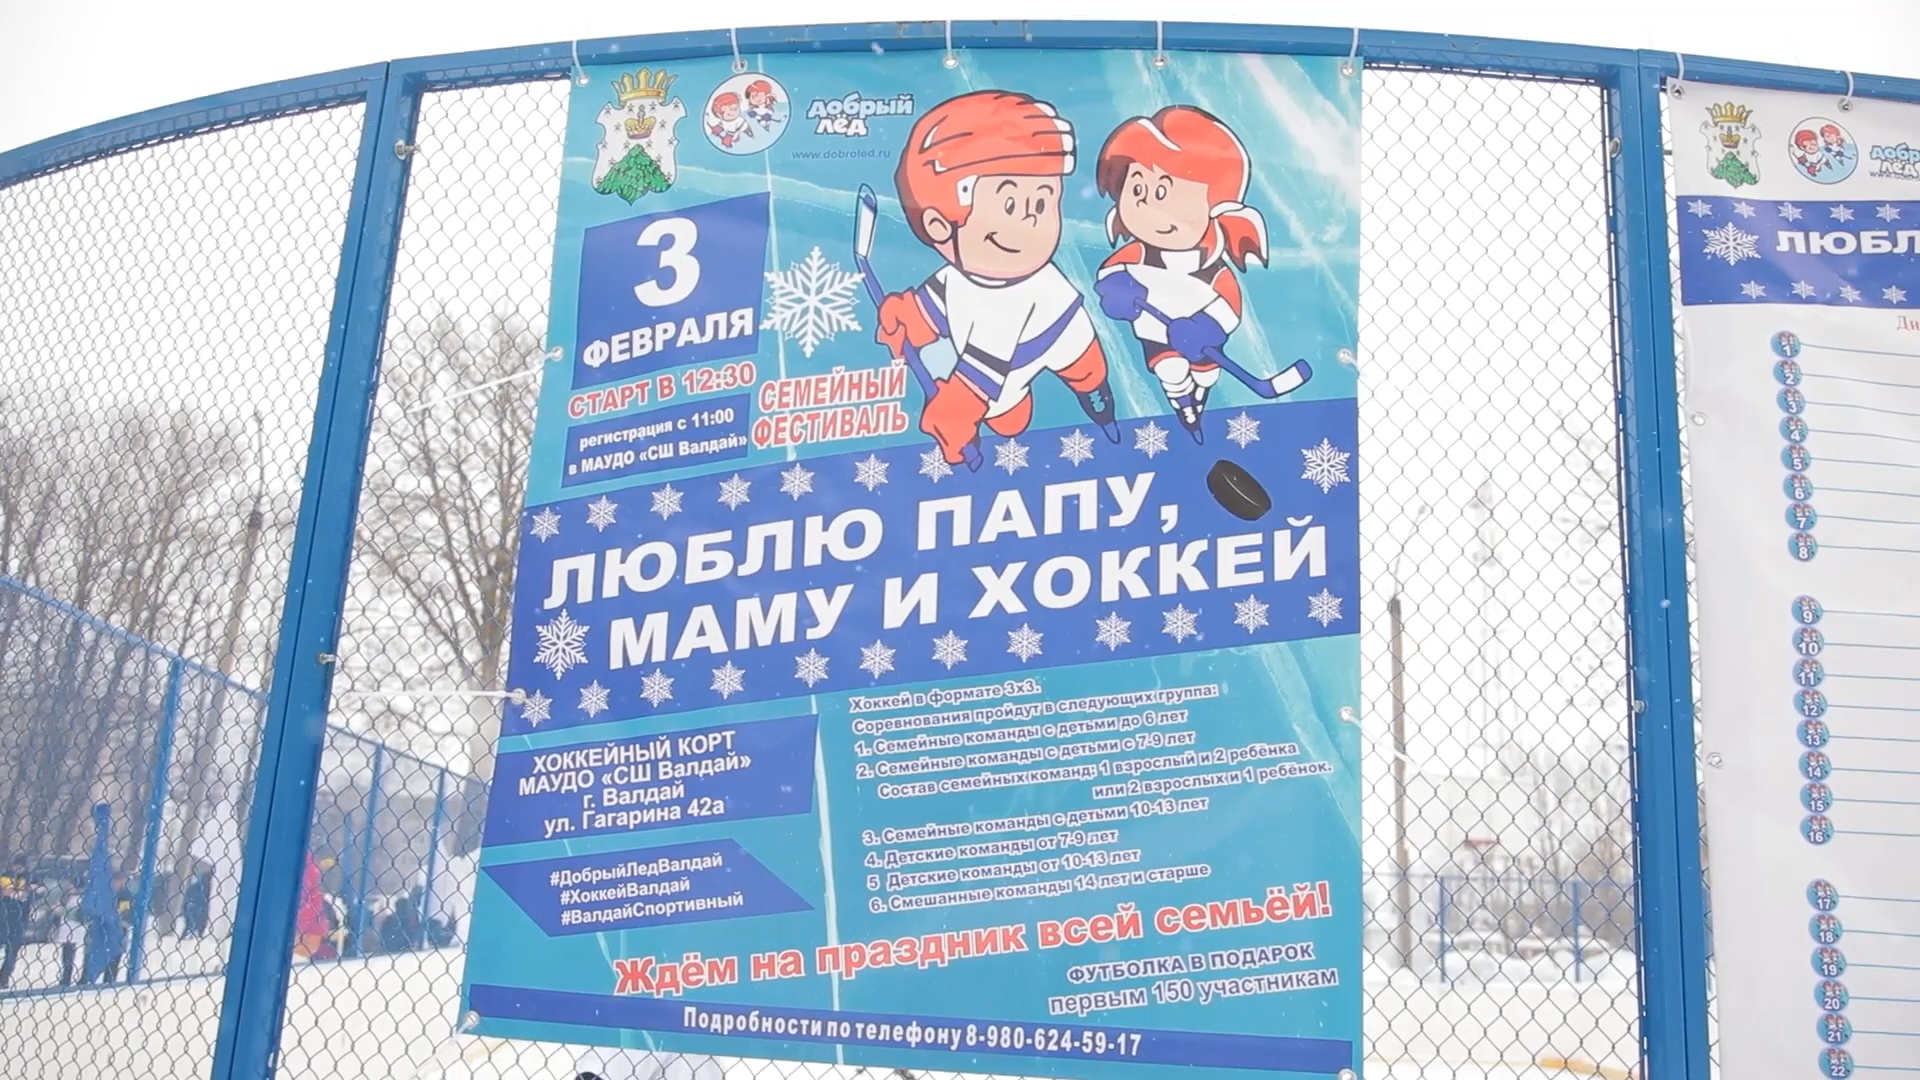 добрый
лёд
www.dobroled.ru
3
ФЕВРАЛЯ
СТАРТ В 12:30
регистрация с 11:00
в МАУДО «СШ Валдай»
СЕМЕЙНЫЙ
ФЕСТИВАЛЬ
ЛЮБЛЮ ПАПУ,
МАМУ И ХОККЕЙ
ХОККЕЙНЫЙ КОРТ
МАУДО «СШ Валдай»
г. Валдай
ул. Гагарина 42а
#ДобрыйЛедВалдай
#ХоккейВалдай
#ВалдайСпортивный
Хоккей в формате 3х3.
Соревнования пройдут в следующих группа:
1. Семейные команды с детьми до 6 лет
2. Семейные команды с детьми с 7-9 лет
Состав семейных команд: 1 взрослый и 2 ребёнка
или 2 взрослых и 1 ребёнок.
3. Семейные команды с детьми 10-13 лет
4. Детские команды от 7-9 лет
5 Детские команды от 10-13 лет
6. Смешанные команды 14 лет и старше
Ждём на праздник всей семьёй!
ФУТБОЛКА В ПОДАРОК
первым 150 участникам
Подробности по телефону 8-980-624-59-17
добр
лёд
ЛЮБЛ
Ди
1
2
3
4
5
6
7
8
9
10
11
12
13
14
15
16
17
18
19
20
21
22